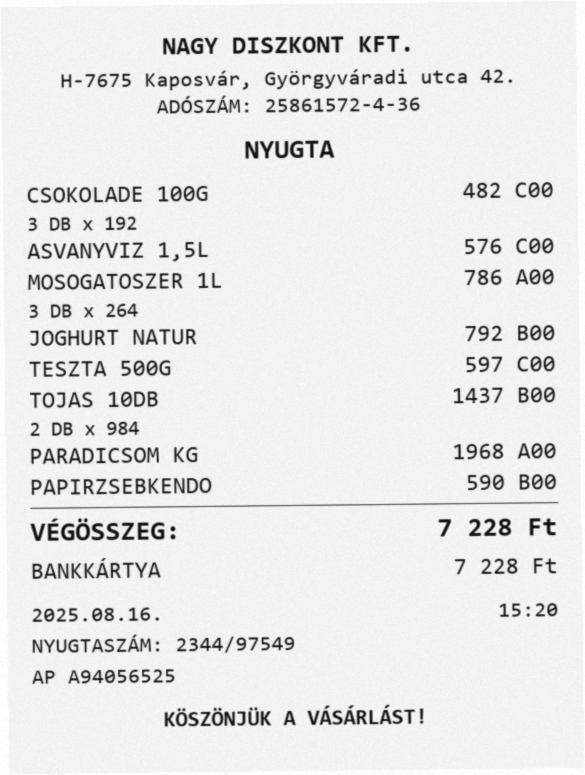 NAGY DISZKONT KFT.
H-7675 Kaposvár, Györgyváradi utca 42.
ADÓSZÁM: 25861572-4-36
NYUGTA
CSOKOLADE 100G 482 C00
3 DB x 192
ASVANYVIZ 1,5L 576 C00
MOSOGATOSZER 1L 786 A00
3 DB x 264
JOGHURT NATUR 792 B00
TESZTA 500G 597 C00
TOJAS 10DB 1437 B00
2 DB x 984
PARADICSOM KG 1968 A00
PAPIRZSEBKENDO 590 B00
VÉGÖSSZEG: 7 228 Ft
BANKKÁRTYA 7 228 Ft
2025.08.16. 15:20
NYUGTASZÁM: 2344/97549
AP A94056525
KÖSZÖNJÜK A VÁSÁRLÁST!